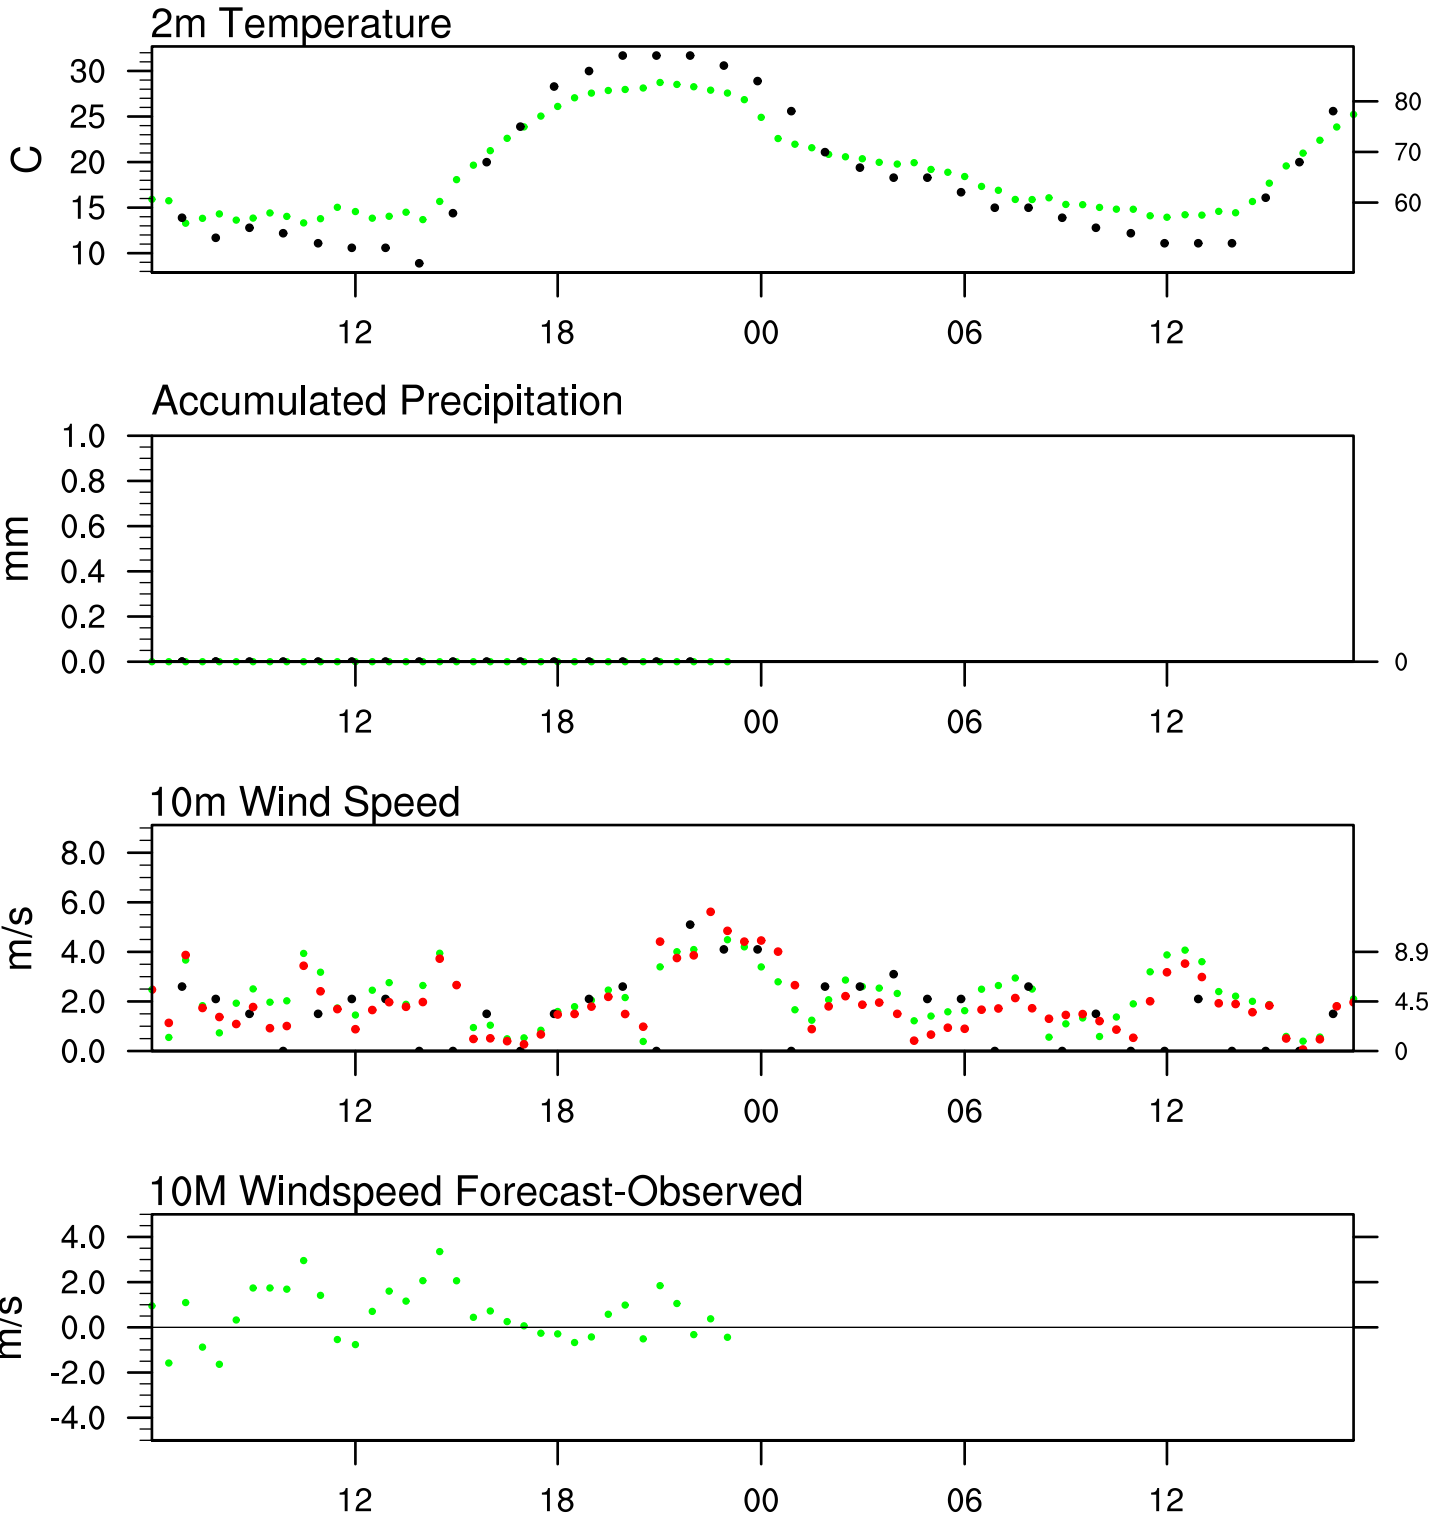 2m Temperature
30
25
20
15
10
C
80
70
60
12 18 00 06 12
Accumulated Precipitation
1.0
0.8
0.6
0.4
0.2
0.0
mm
0
12 18 00 06 12
10m Wind Speed
8.0
6.0
4.0
2.0
0.0
m/s
8.9
4.5
0
12 18 00 06 12
10M Windspeed Forecast-Observed
4.0
2.0
0.0
-2.0
-4.0
m/s
12 18 00 06 12